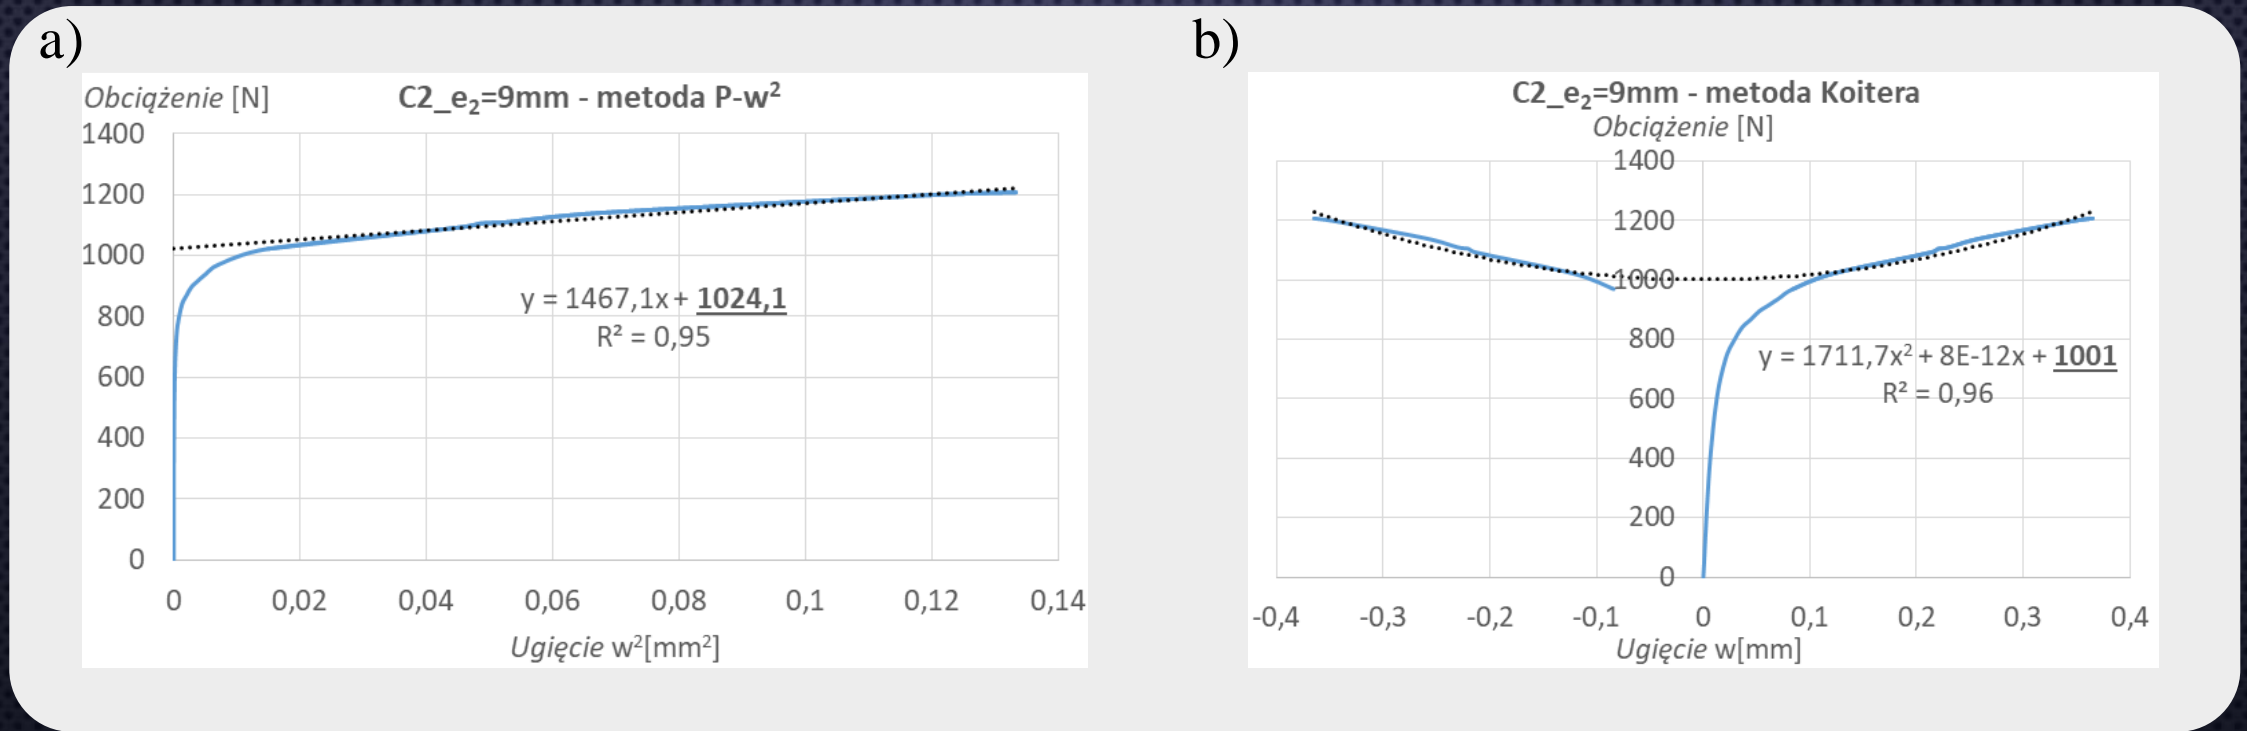 a)
Obciążenie [N]
C2_e₂=9mm - metoda P-w²
1400
1200
1000
800
600
400
200
0
y = 1467,1x + 1024,1
R² = 0,95
0 0,02 0,04 0,06 0,08 0,1 0,12 0,14
Ugięcie w²[mm²]
b)
C2_e₂=9mm - metoda Koitera
Obciążenie [N]
1400
1200
1000
800
600
400
200
0
y = 1711,7x² + 8E-12x + 1001
R² = 0,96
-0,4 -0,3 -0,2 -0,1 0 0,1 0,2 0,3 0,4
Ugięcie w[mm]